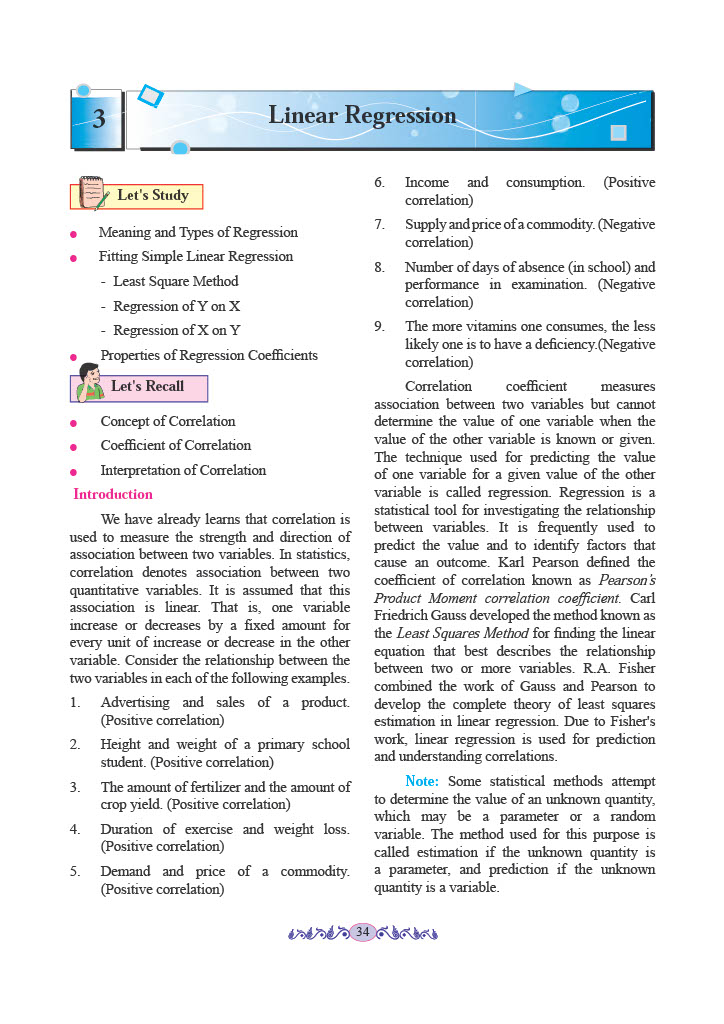 3
Linear Regression
Let's Study
Meaning and Types of Regression
Fitting Simple Linear Regression
- Least Square Method
- Regression of Y on X
- Regression of X on Y
Properties of Regression Coefficients
Let's Recall
Concept of Correlation
Coefficient of Correlation
Interpretation of Correlation
Introduction
We have already learns that correlation is
used to measure the strength and direction of
association between two variables. In statistics,
correlation denotes association between two
quantitative variables. It is assumed that this
association is linear. That is, one variable
increase or decreases by a fixed amount for
every unit of increase or decrease in the other
variable. Consider the relationship between the
two variables in each of the following examples.
1. Advertising and sales of a product.
(Positive correlation)
2. Height and weight of a primary school
student. (Positive correlation)
3. The amount of fertilizer and the amount of
crop yield. (Positive correlation)
4. Duration of exercise and weight loss.
(Positive correlation)
5. Demand and price of a commodity.
(Positive correlation)
6. Income and consumption. (Positive
correlation)
7. Supply and price of a commodity. (Negative
correlation)
8. Number of days of absence (in school) and
performance in examination. (Negative
correlation)
9. The more vitamins one consumes, the less
likely one is to have a deficiency.(Negative
correlation)
Correlation coefficient measures
association between two variables but cannot
determine the value of one variable when the
value of the other variable is known or given.
The technique used for predicting the value
of one variable for a given value of the other
variable is called regression. Regression is a
statistical tool for investigating the relationship
between variables. It is frequently used to
predict the value and to identify factors that
cause an outcome. Karl Pearson defined the
coefficient of correlation known as Pearson's
Product Moment correlation coefficient. Carl
Friedrich Gauss developed the method known as
the Least Squares Method for finding the linear
equation that best describes the relationship
between two or more variables. R.A. Fisher
combined the work of Gauss and Pearson to
develop the complete theory of least squares
estimation in linear regression. Due to Fisher's
work, linear regression is used for prediction
and understanding correlations.
Note: Some statistical methods attempt
to determine the value of an unknown quantity,
which may be a parameter or a random
variable. The method used for this purpose is
called estimation if the unknown quantity is
a parameter, and prediction if the unknown
quantity is a variable.
34